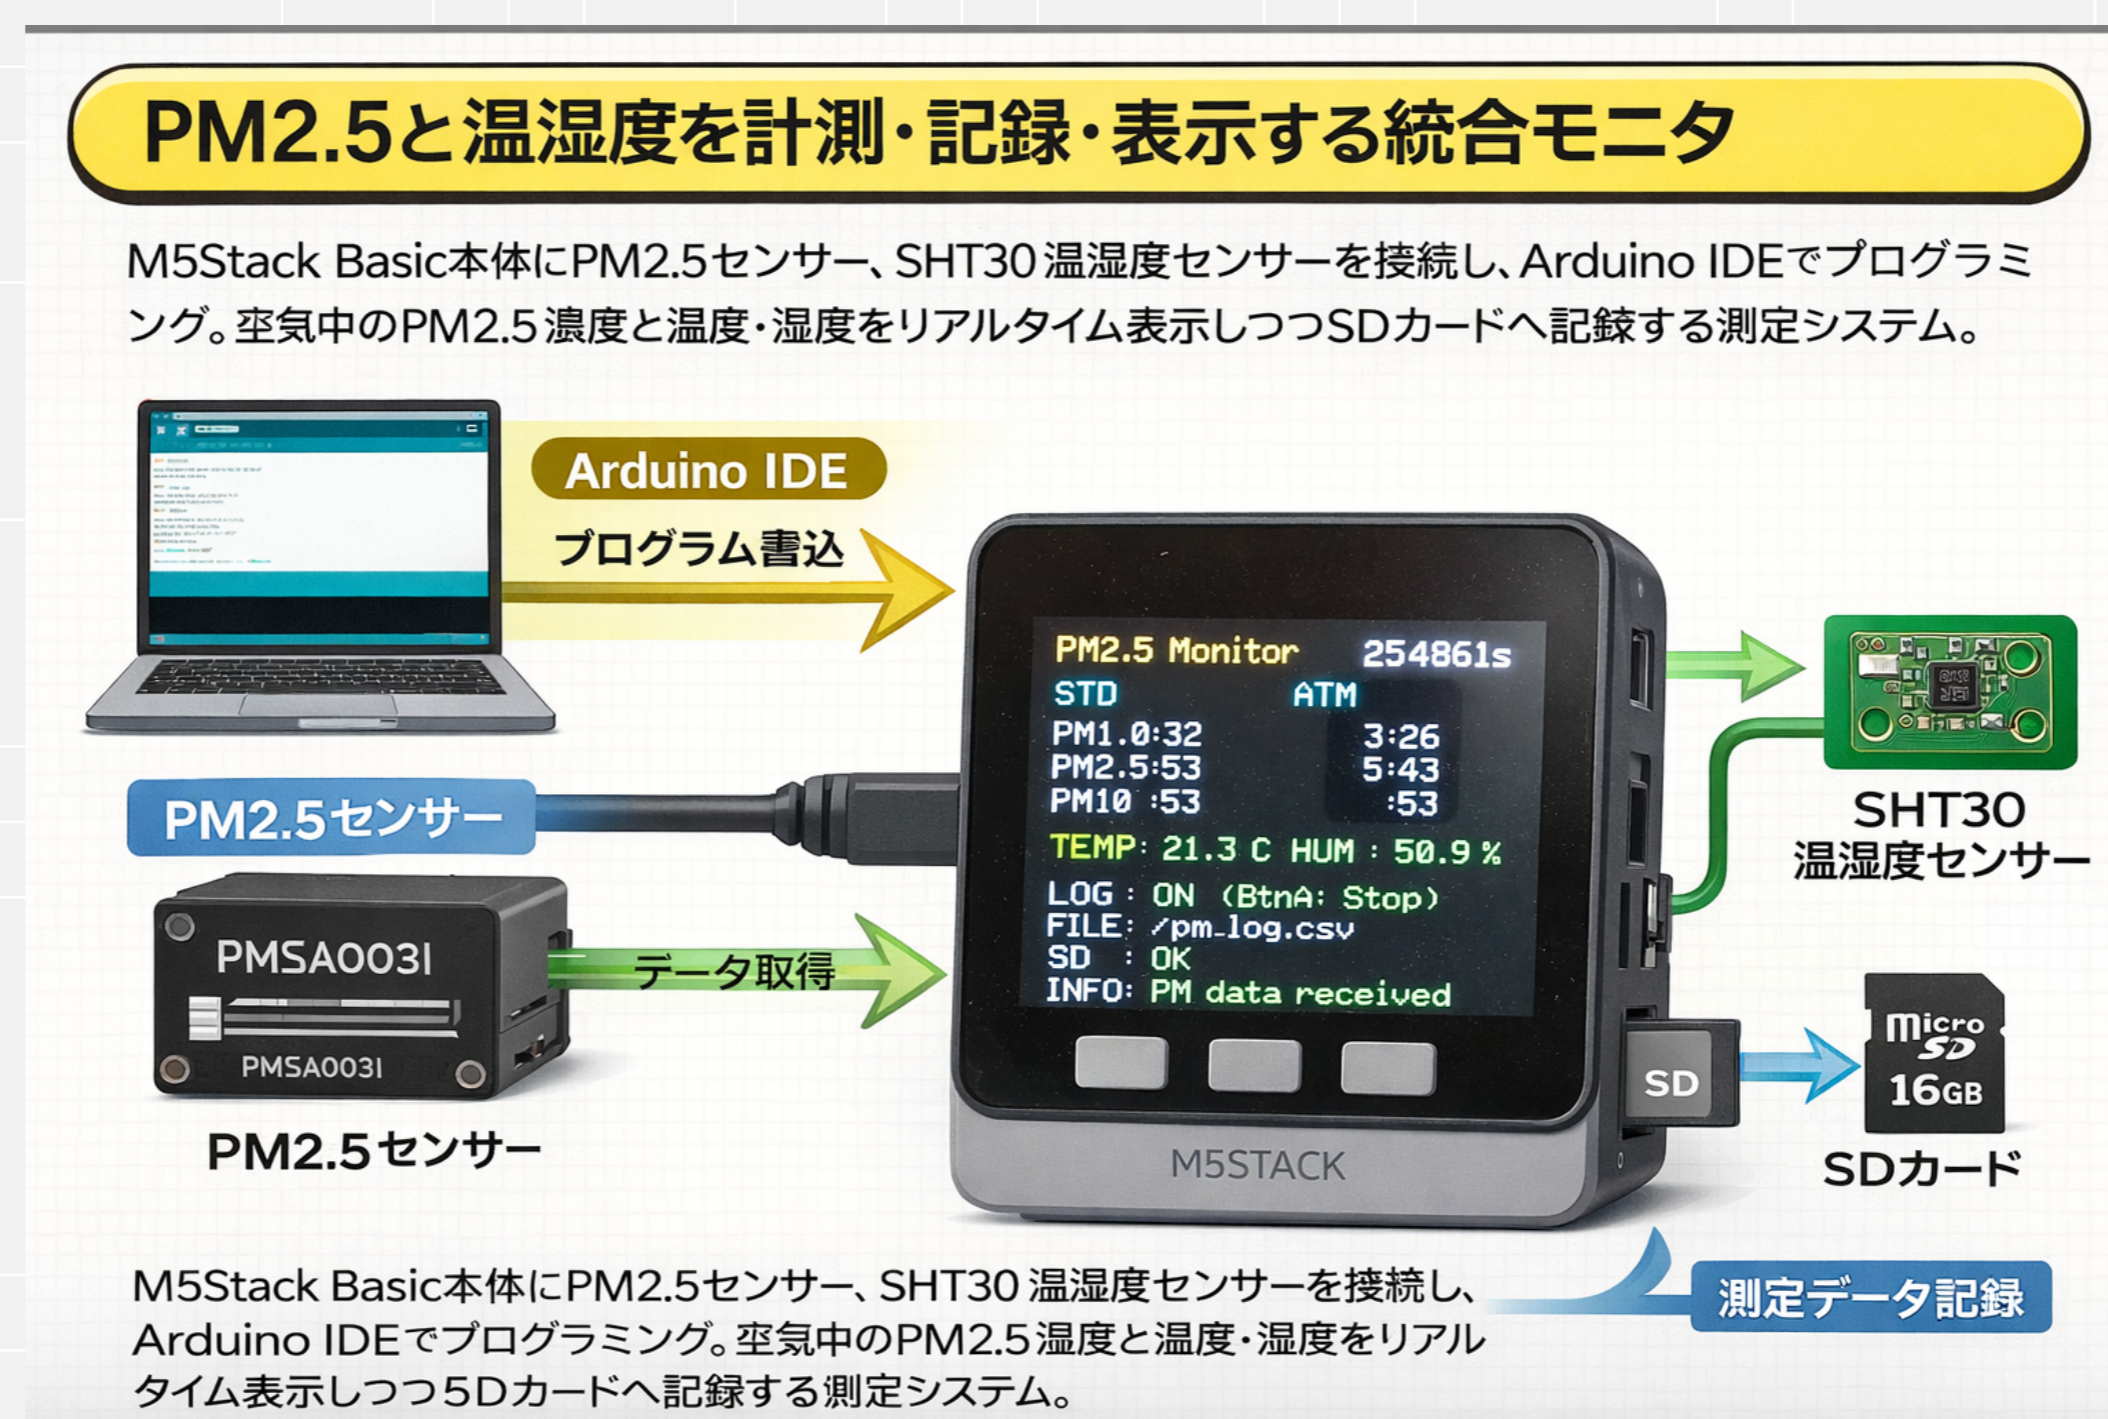 PM2.5と温湿度を計測・記録・表示する統合モニタ
M5Stack Basic本体にPM2.5センサー、SHT30 温湿度センサーを接続し、Arduino IDEでプログラミ
ング。空気中のPM2.5濃度と温度・湿度をリアルタイム表示しつつSDカードへ記録する測定システム。
Arduino IDE
プログラム書込
PM2.5センサー
PMSA003I
PMSA003I
PM2.5センサー
データ取得
PM2.5 Monitor 254861s
STD ATM
PM1.0:32 3:26
PM2.5:53 5:43
PM10 :53 :53
TEMP: 21.3 C HUM : 50.9 %
LOG : ON (BtnA: Stop)
FILE: /pm_log.csv
SD : OK
INFO: PM data received
M5STACK
SHT30
温湿度センサー
SD
micro
SD
16GB
SDカード
測定データ記録
M5Stack Basic本体にPM2.5センサー、SHT30 温湿度センサーを接続し、
Arduino IDEでプログラミング。空気中のPM2.5湿度と温度・湿度をリアル
タイム表示しつつ5Dカードへ記録する測定システム。